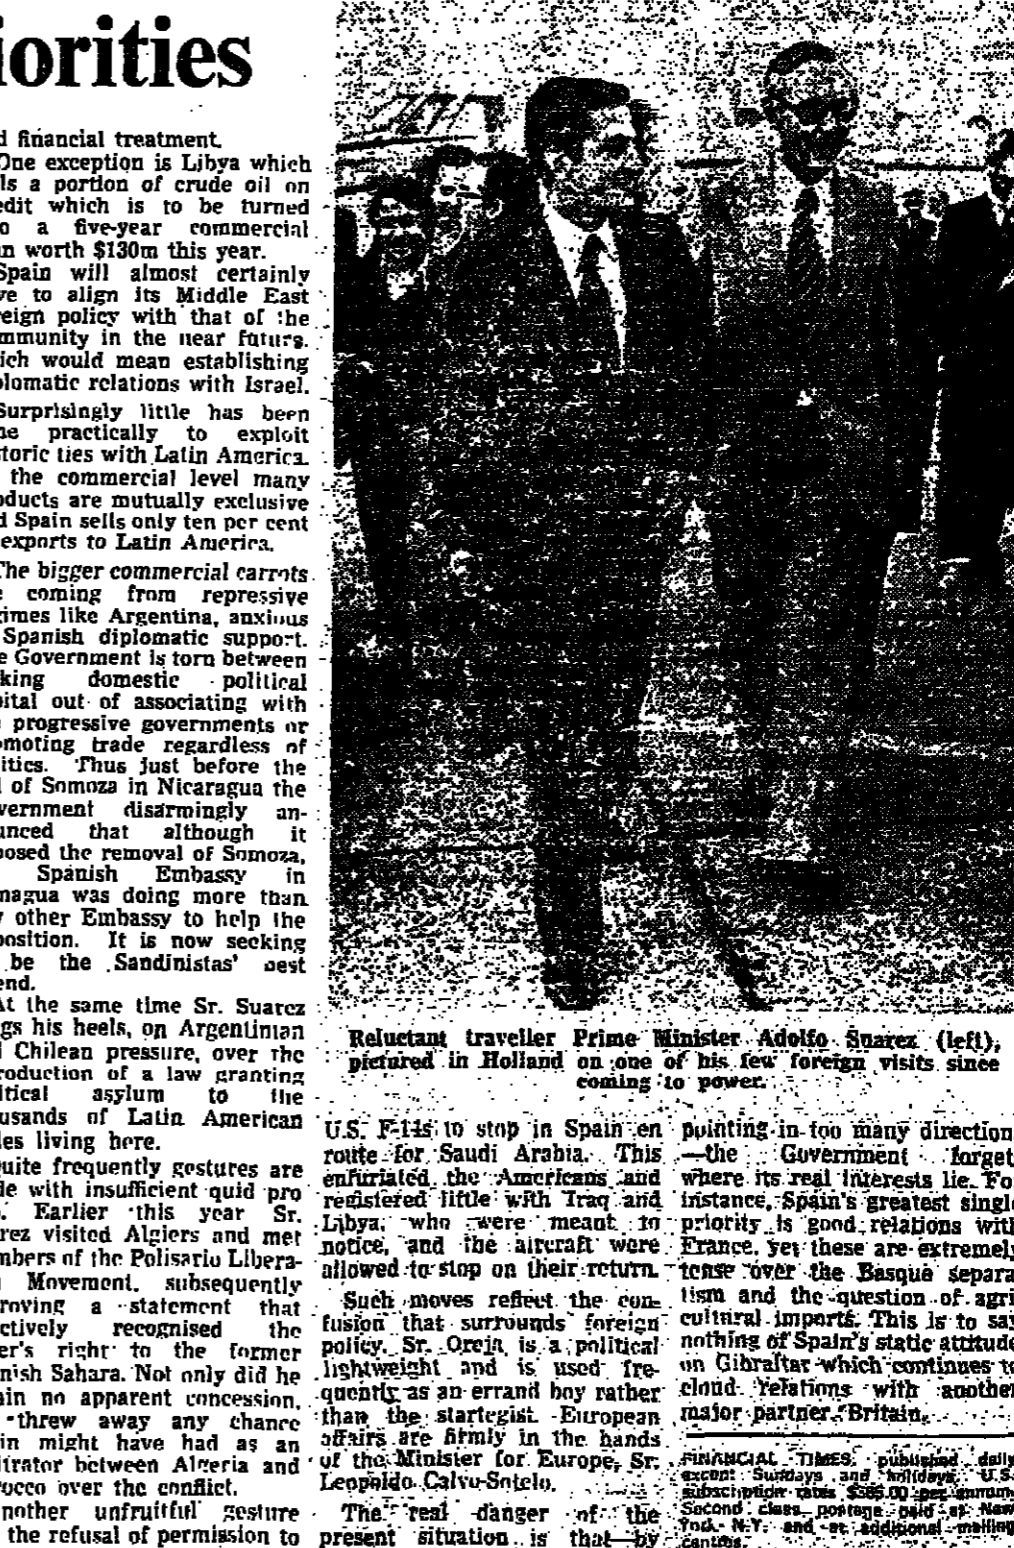 iorities
d financial treatment.
One exception is Libya which
ls a portion of crude oil on
edit which is to be turned
o a five-year commercial
n worth $130m this year.
Spain will almost certainly
ve to align its Middle East
eign policy with that of the
mmunity in the near future.
ich would mean establishing
plomatic relations with Israel.
Surprisingly little has been
ne practically to exploit
toric ties with Latin America.
the commercial level many
oducts are mutually exclusive
d Spain sells only ten per cent
exports to Latin America.
The bigger commercial carrots
e coming from repressive
gimes like Argentina, anxious
Spanish diplomatic support.
e Government is torn between
king domestic political
pital out of associating with
progressive governments or
omoting trade regardless of
itics. Thus just before the
l of Somoza in Nicaragua the
vernment disarmingly an-
unced that although it
posed the removal of Somoza,
Spanish Embassy in
nagua was doing more than
y other Embassy to help the
position. It is now seeking
be the Sandinistas' best
end.
At the same time Sr. Suarez
gs his heels, on Argentinian
d Chilean pressure, over the
roduction of a law granting
itical asylum to the
usands of Latin American
les living here.
uite frequently gestures are
de with insufficient quid pro
. Earlier this year Sr.
rez visited Algiers and met
mbers of the Polisario Libera-
n Movement, subsequently
roving a statement that
ctively recognised the
er's right to the former
nish Sahara. Not only did he
ain no apparent concession,
threw away any chance
in might have had as an
itrator between Algeria and
rocco over the conflict.
nother unfruitful gesture
the refusal of permission to
Reluctant traveller Prime Minister Adolfo Suarez (left),
pictured in Holland on one of his few foreign visits since
coming to power.
U.S. F-14s to stop in Spain en
route for Saudi Arabia. This
enfuriated the Americans and
registered little with Iraq and
Libya, who were meant to
notice, and the aircraft were
allowed to stop on their return.
Such moves reflect the con-
fusion that surrounds foreign
policy. Sr. Oreja is a political
lightweight and is used fre-
quently as an errand boy rather
than the startegist. European
affairs are firmly in the hands
of the Minister for Europe, Sr.
Leopoldo Calvo-Sotelo.
The real danger of the
present situation is that—by
pointing in too many direction
—the Government forget
where its real interests lie. Fo
instance, Spain's greatest singl
priority is good relations with
France, yet these are extremel
tense over the Basque separa
tism and the question of agri
cultural imports. This is to say
nothing of Spain's static attitude
on Gibraltar which continues to
cloud relations with another
major partner, Britain.
FINANCIAL TIMES, published daily
except Sundays and holidays. U.S.
subscription rates $365.00 per annum
Second class postage paid at New
York, N.Y. and at additional mailing
centres.